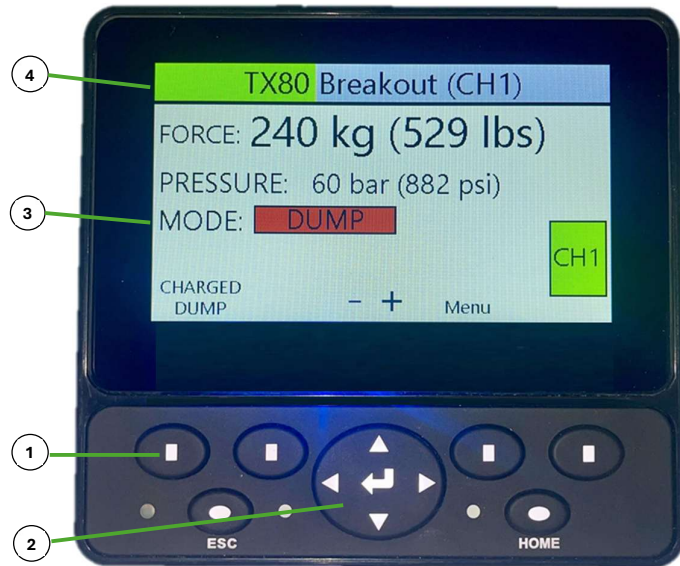 4
TX80 Breakout (CH1)
FORCE: 240 kg (529 lbs)
PRESSURE: 60 bar (882 psi)
3
MODE: DUMP
CH1
CHARGED
DUMP
- +
Menu
1
2
ESC
HOME